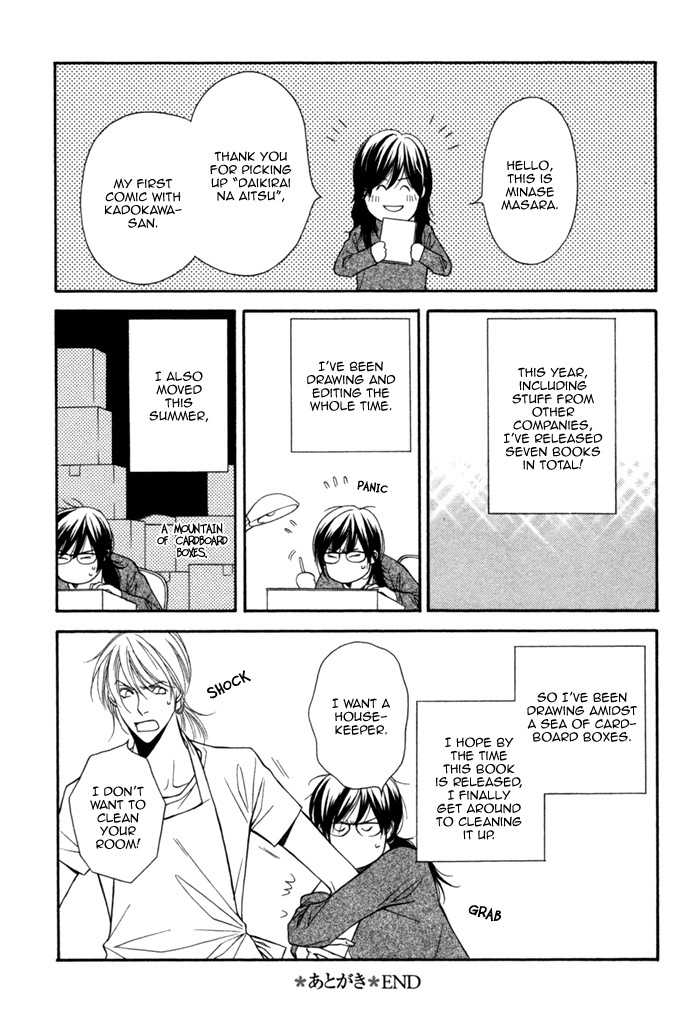 HELLO,
THIS IS
MINASE
MASARA.
THANK YOU
FOR PICKING
UP "DAIKIRAI
NA AITSU",
MY FIRST
COMIC WITH
KADOKAWA-
SAN.
THIS YEAR,
INCLUDING
STUFF FROM
OTHER
COMPANIES,
I'VE RELEASED
SEVEN BOOKS
IN TOTAL!
I'VE BEEN
DRAWING AND
EDITING THE
WHOLE TIME.
PANIC
I ALSO
MOVED
THIS
SUMMER,
A MOUNTAIN
OF CARDBOARD
BOXES.
SO I'VE BEEN
DRAWING AMIDST
A SEA OF CARD-
BOARD BOXES.
I HOPE BY
THE TIME
THIS BOOK
IS RELEASED,
I FINALLY
GET AROUND
TO CLEANING
IT UP.
I WANT A
HOUSE-
KEEPER.
GRAB
SHOCK
I DON'T
WANT TO
CLEAN
YOUR
ROOM!
*あとがき*END